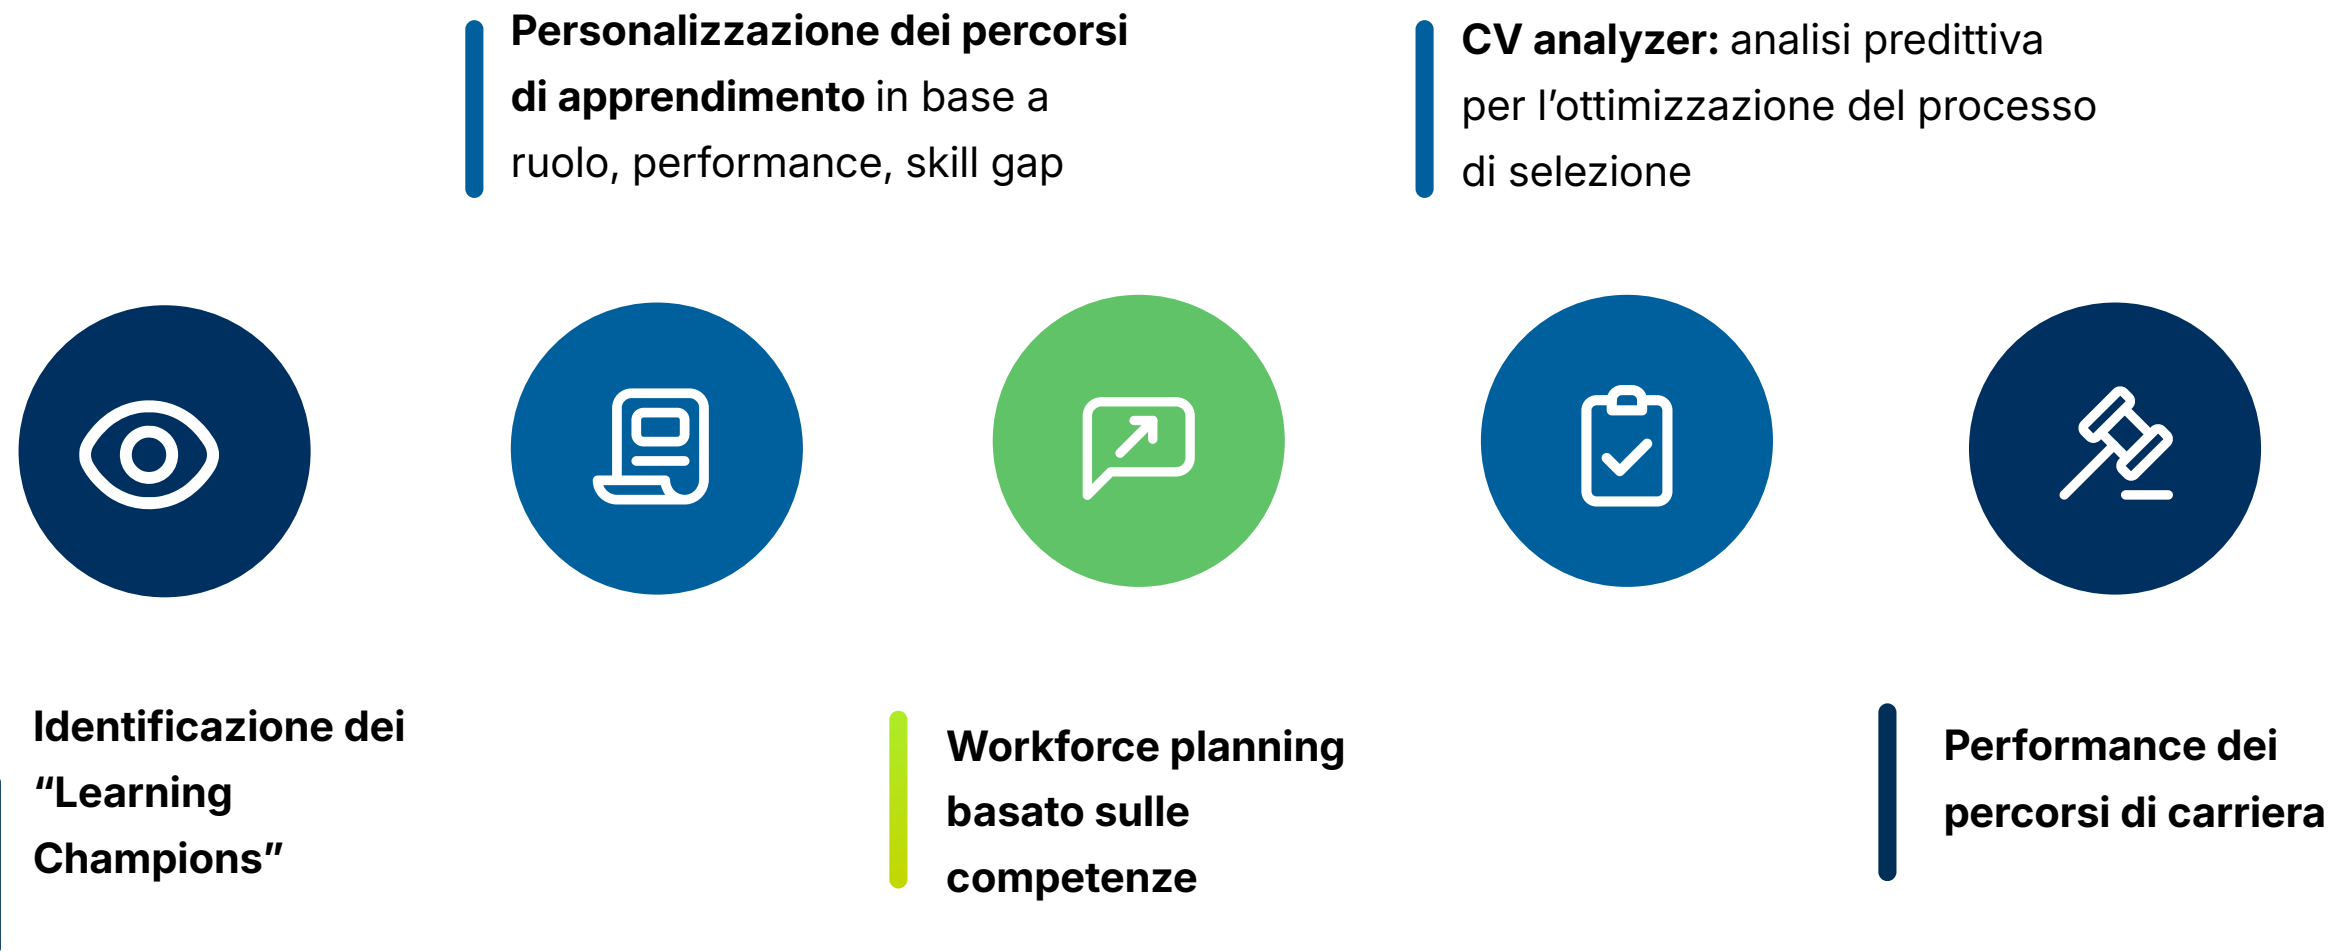 Personalizzazione dei percorsi
di apprendimento in base a
ruolo, performance, skill gap
CV analyzer: analisi predittiva
per l’ottimizzazione del processo
di selezione
Identificazione dei
“Learning
Champions”
Workforce planning
basato sulle
competenze
Performance dei
percorsi di carriera